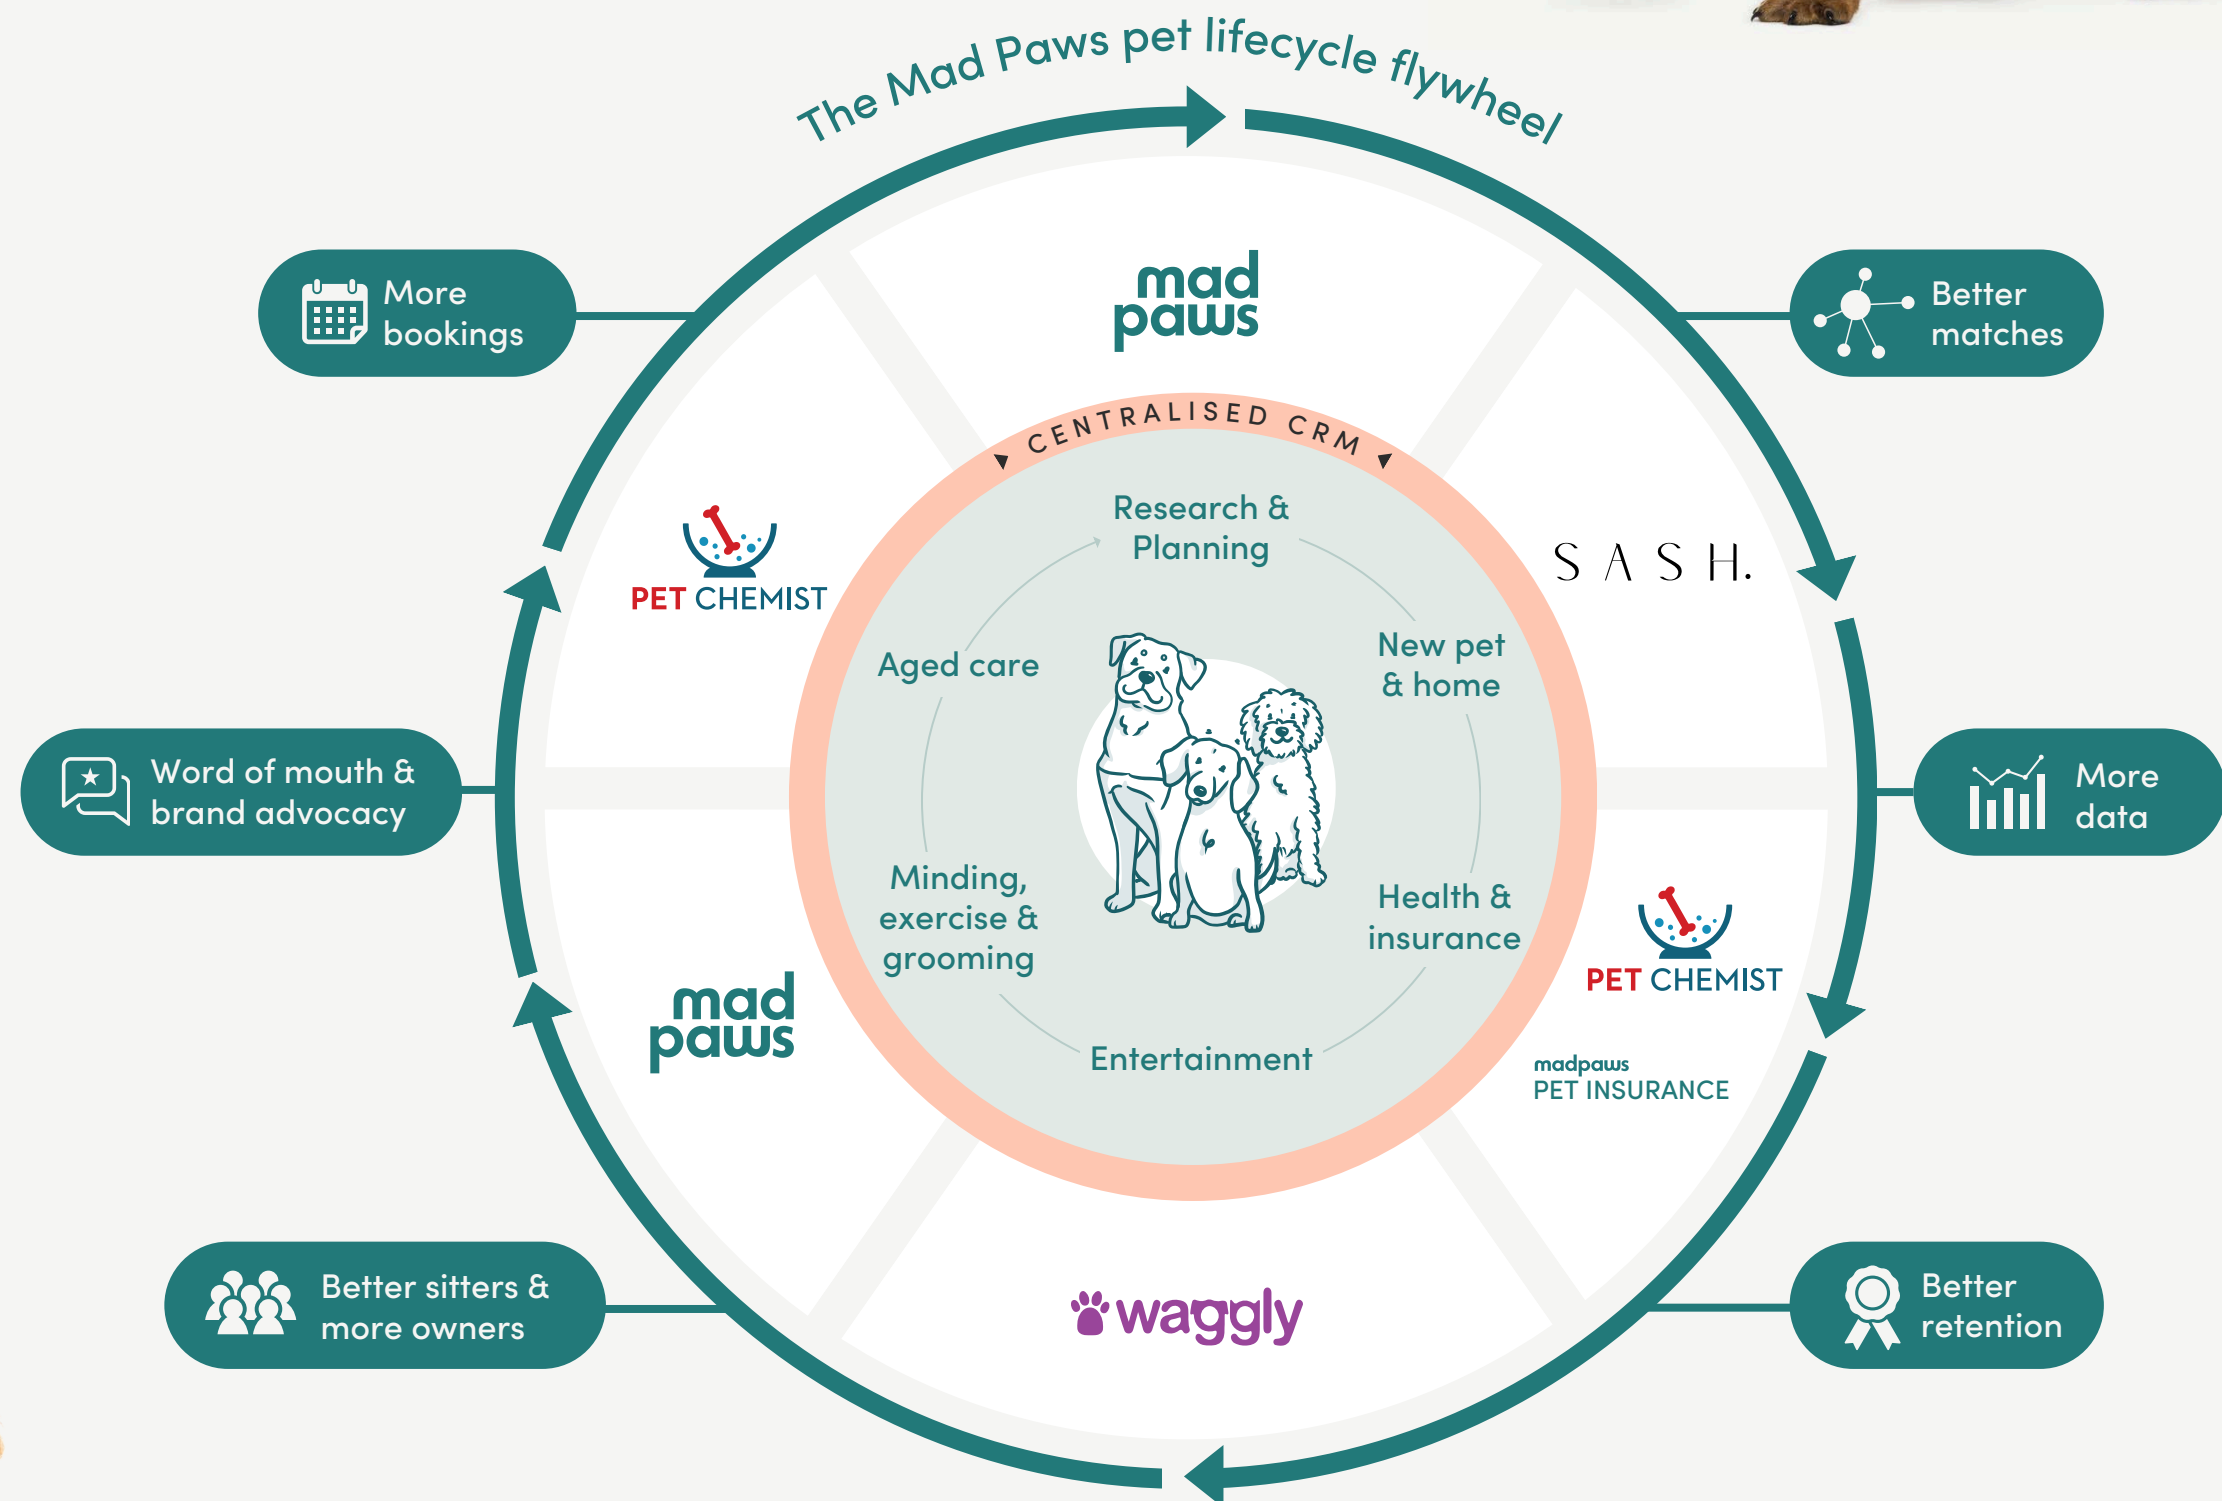 The Mad Paws pet lifecycle flywheel
More
bookings
Better
matches
mad
paws
CENTRALISED CRM
Research &
Planning
PET CHEMIST
S A S H.
Aged care
New pet
& home
Word of mouth &
brand advocacy
More
data
Minding,
exercise &
grooming
Health &
insurance
PET CHEMIST
mad
paws
Entertainment
madpaws
PET INSURANCE
Better sitters &
more owners
waggly
Better
retention